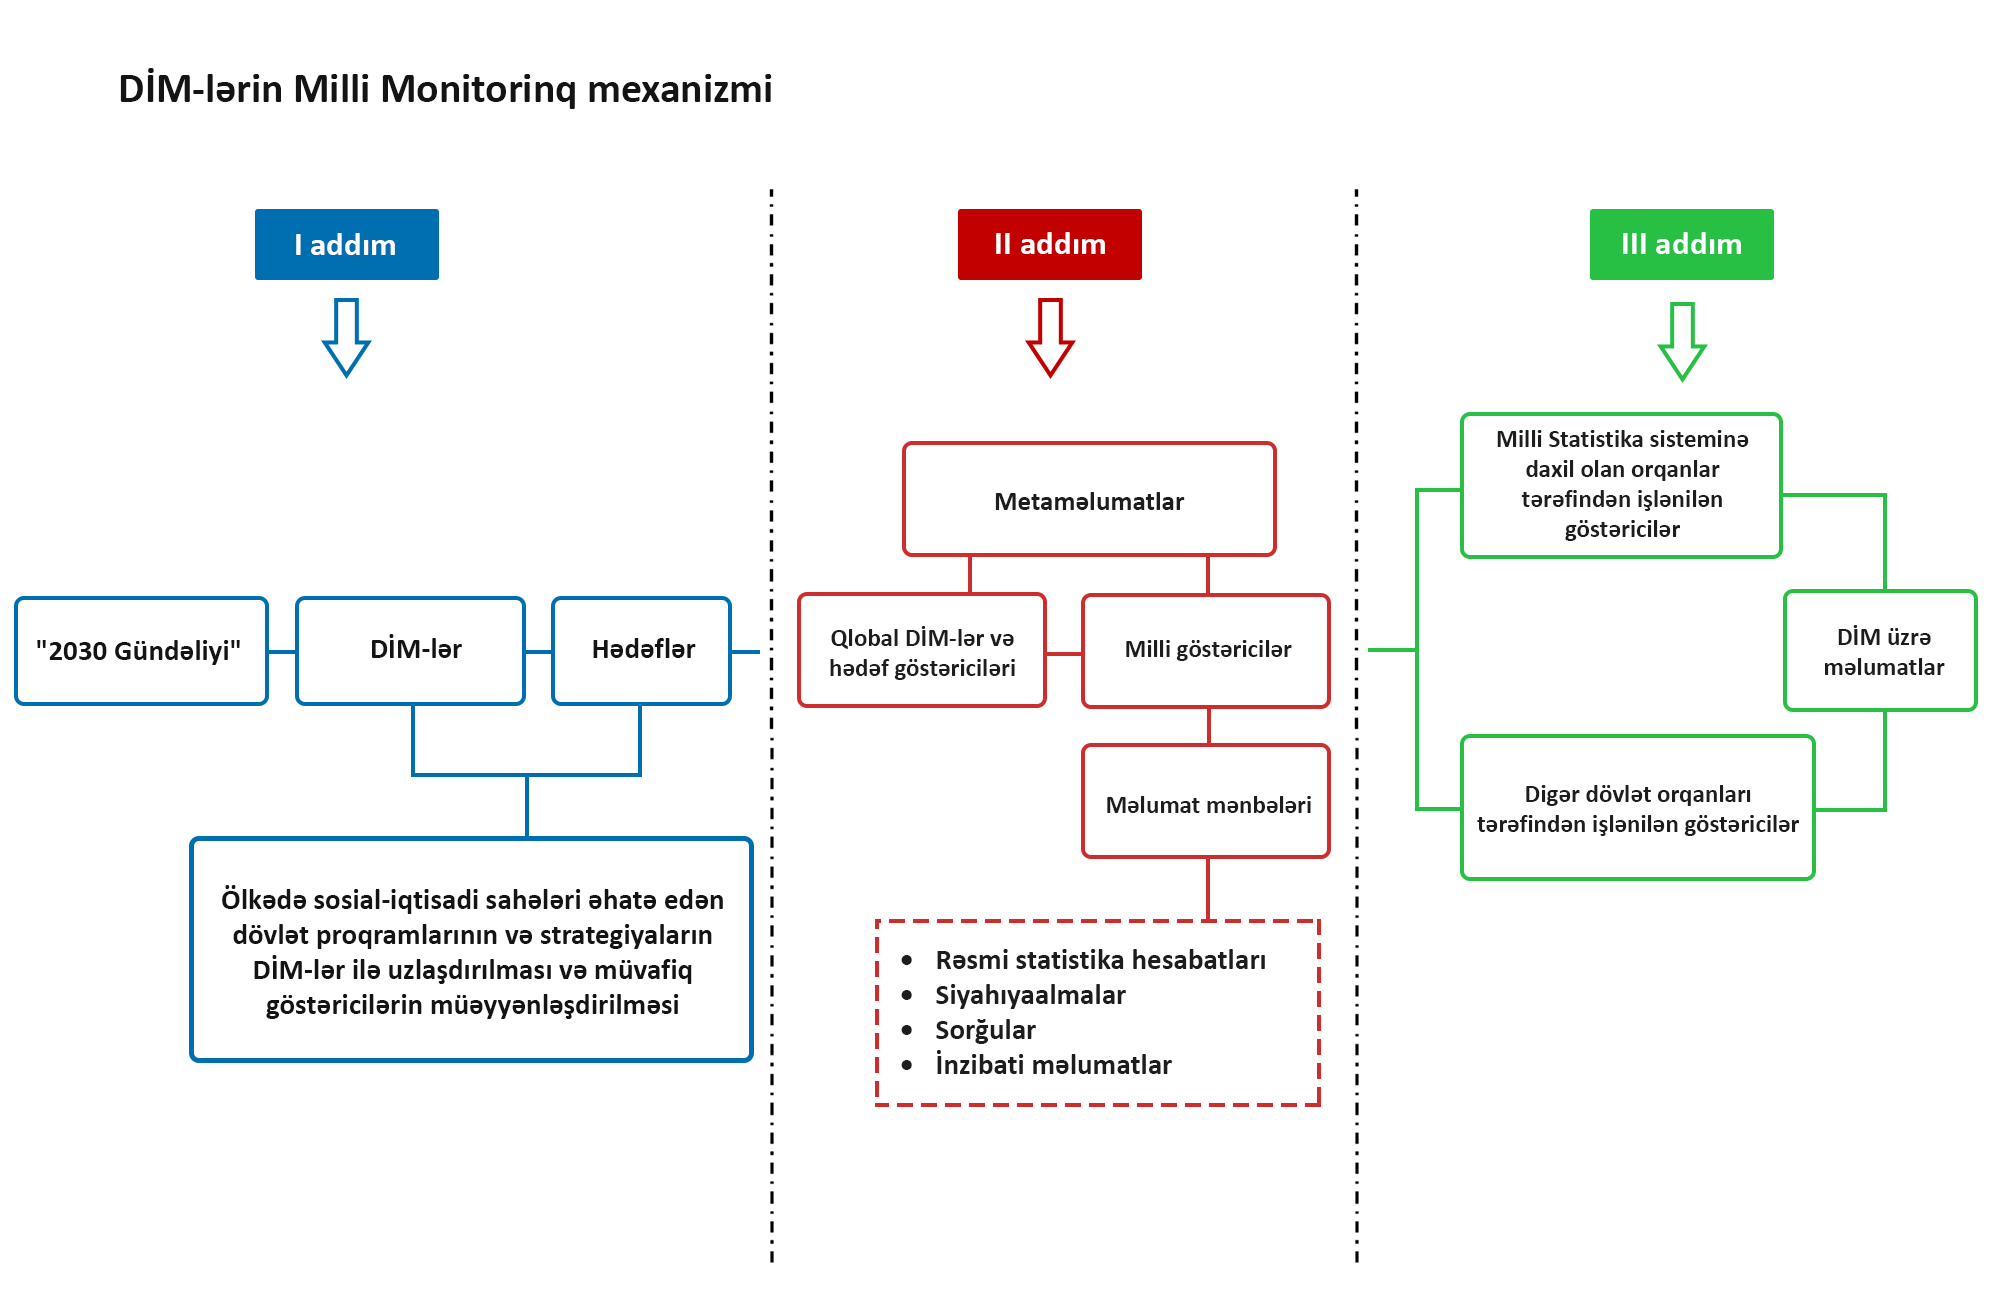 DİM-lərin Milli Monitorinq mexanizmi
I addım
"2030 Gündəliyi"
DİM-lər
Hədəflər
Ölkədə sosial-iqtisadi sahələri əhatə edən
dövlət proqramlarının və strategiyaların
DİM-lər ilə uzlaşdırılması və müvafiq
göstəricilərin müəyyənləşdirilməsi
II addım
Metaməlumatlar
Qlobal DİM-lər və
hədəf göstəriciləri
Milli göstəricilər
Məlumat mənbələri
• Rəsmi statistika hesabatları
• Siyahıyaalmalar
• Sorğular
• İnzibati məlumatlar
III addım
Milli Statistika sisteminə
daxil olan orqanlar
tərəfindən işlənilən
göstəricilər
DİM üzrə
məlumatlar
Digər dövlət orqanları
tərəfindən işlənilən göstəricilər